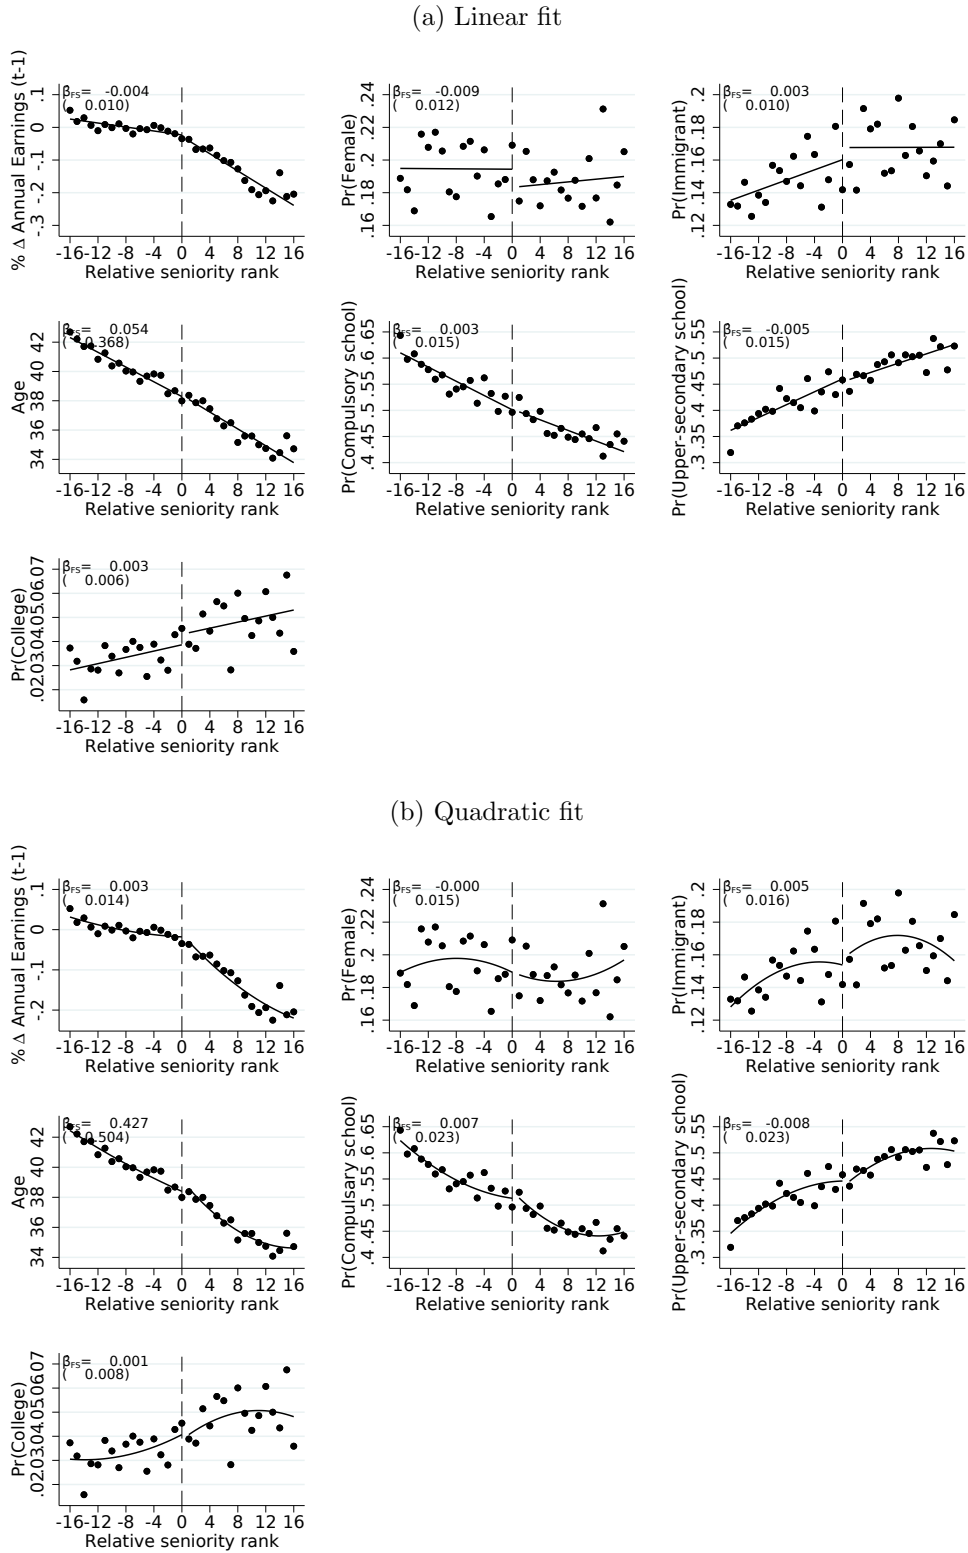 (a) Linear fit
% Δ Annual Earnings (t-1)
.1
0
-.1
-.2
-.3
βFS= -0.004
( 0.010)
-16 -12 -8 -4 0 4 8 12 16
Relative seniority rank
Pr(Female)
.24
.22
.2
.18
.16
βFS= -0.009
( 0.012)
-16 -12 -8 -4 0 4 8 12 16
Relative seniority rank
Pr(Immigrant)
.2
.18
.16
.14
.12
βFS= 0.003
( 0.010)
-16 -12 -8 -4 0 4 8 12 16
Relative seniority rank
Age
42
40
38
36
34
βFS= 0.054
( 0.368)
-16 -12 -8 -4 0 4 8 12 16
Relative seniority rank
Pr(Compulsory school)
.65
.6
.55
.5
.45
.4
βFS= 0.003
( 0.015)
-16 -12 -8 -4 0 4 8 12 16
Relative seniority rank
Pr(Upper-secondary school)
.55
.5
.45
.4
.35
.3
βFS= -0.005
( 0.015)
-16 -12 -8 -4 0 4 8 12 16
Relative seniority rank
Pr(College)
.07
.06
.05
.04
.03
.02
βFS= 0.003
( 0.006)
-16 -12 -8 -4 0 4 8 12 16
Relative seniority rank
(b) Quadratic fit
% Δ Annual Earnings (t-1)
.1
0
-.1
-.2
βFS= 0.003
( 0.014)
-16 -12 -8 -4 0 4 8 12 16
Relative seniority rank
Pr(Female)
.24
.22
.2
.18
.16
βFS= -0.000
( 0.015)
-16 -12 -8 -4 0 4 8 12 16
Relative seniority rank
Pr(Immigrant)
.2
.18
.16
.14
.12
βFS= 0.005
( 0.016)
-16 -12 -8 -4 0 4 8 12 16
Relative seniority rank
Age
42
40
38
36
34
βFS= 0.427
( 0.504)
-16 -12 -8 -4 0 4 8 12 16
Relative seniority rank
Pr(Compulsary school)
.65
.6
.55
.5
.45
.4
βFS= 0.007
( 0.023)
-16 -12 -8 -4 0 4 8 12 16
Relative seniority rank
Pr(Upper-secondary school)
.55
.5
.45
.4
.35
.3
βFS= -0.008
( 0.023)
-16 -12 -8 -4 0 4 8 12 16
Relative seniority rank
Pr(College)
.07
.06
.05
.04
.03
.02
βFS= 0.001
( 0.008)
-16 -12 -8 -4 0 4 8 12 16
Relative seniority rank